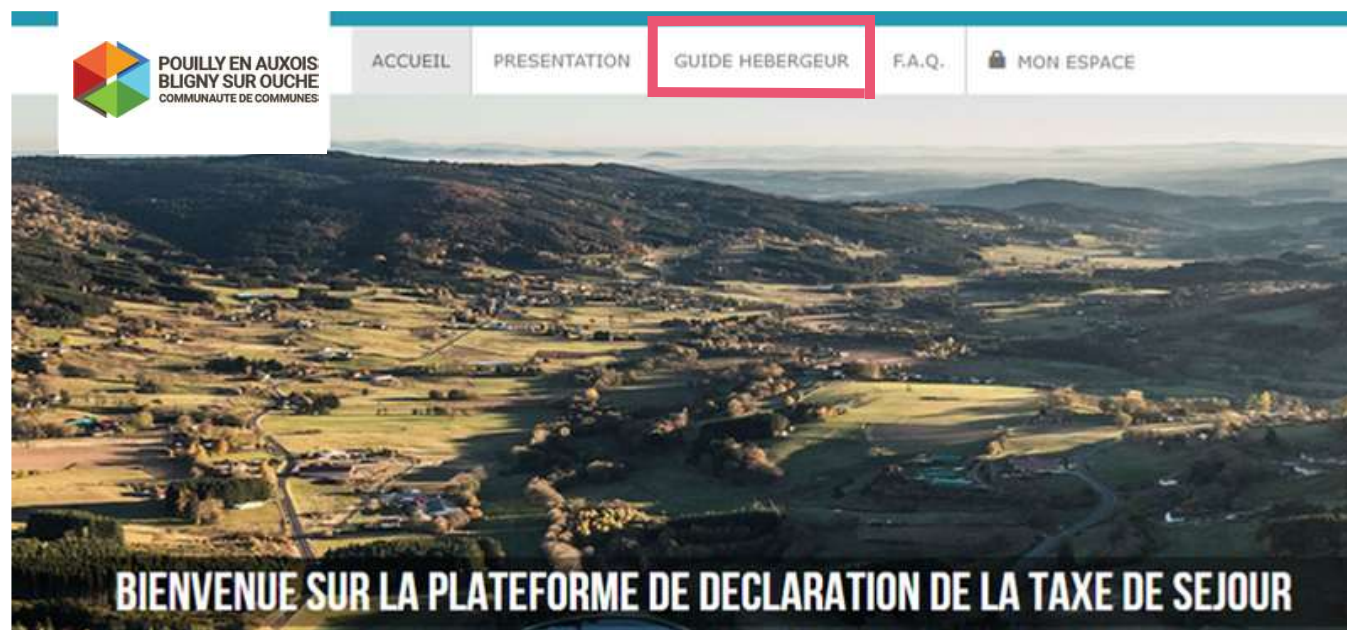 POUILLY EN AUXOIS
BLIGNY SUR OUCHE
COMMUNAUTE DE COMMUNES
ACCUEIL
PRESENTATION
GUIDE HEBERGEUR
F.A.Q.
MON ESPACE
BIENVENUE SUR LA PLATEFORME DE DECLARATION DE LA TAXE DE SEJOUR